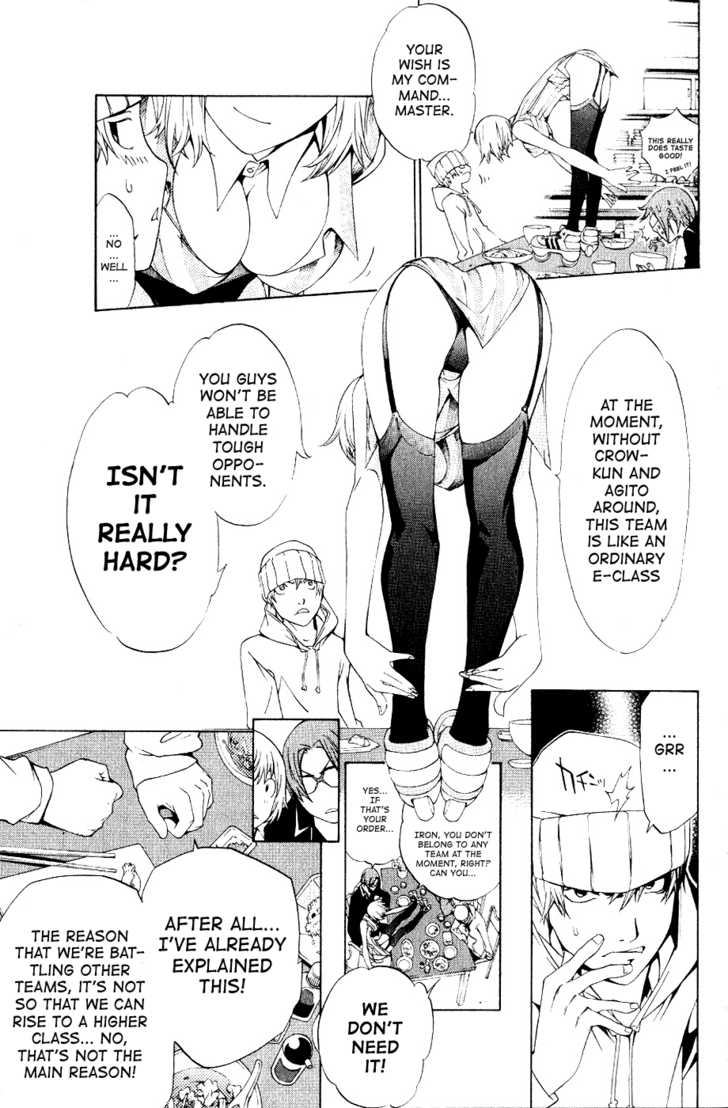 THIS REALLY
DOES TASTE
GOOD!
I FEEL IT!
YOUR
WISH IS
MY COM-
MAND...
MASTER.
...
NO
...
WELL
...
AT THE
MOMENT,
WITHOUT
CROW-
KUN AND
AGITO
AROUND,
THIS TEAM
IS LIKE AN
ORDINARY
E-CLASS
YOU GUYS
WON'T BE
ABLE TO
HANDLE
TOUGH
OPPO-
NENTS.
ISN'T
IT
REALLY
HARD?
...
GRR
...
カチン
YES...
IF
THAT'S
YOUR
ORDER...
IRON, YOU DON'T
BELONG TO ANY
TEAM AT THE
MOMENT, RIGHT?
CAN YOU...
WE
DON'T
NEED
IT!
AFTER ALL...
I'VE ALREADY
EXPLAINED
THIS!
THE REASON
THAT WE'RE BAT-
TLING OTHER
TEAMS, IT'S NOT
SO THAT WE CAN
RISE TO A HIGHER
CLASS... NO,
THAT'S NOT THE
MAIN REASON!